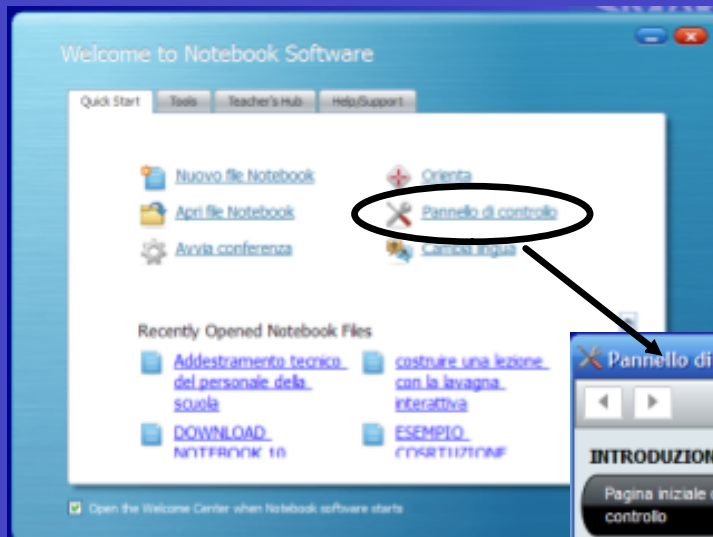 Welcome to Notebook Software
Quick Start Tools Teacher's Hub Help/Support
Nuovo file Notebook
Orienta
Apri file Notebook
Pannello di controllo
Avvia conferenza
Cambia lingua
Recently Opened Notebook Files
Addestramento tecnico
del personale della
scuola
costruire una lezione
con la lavagna
interattiva
DOWNLOAD
NOTEBOOK 10
ESEMPIO
COSRTUZIONE
Open the Welcome Center when Notebook software starts
Pannello di
INTRODUZION
Pagina iniziale
controllo